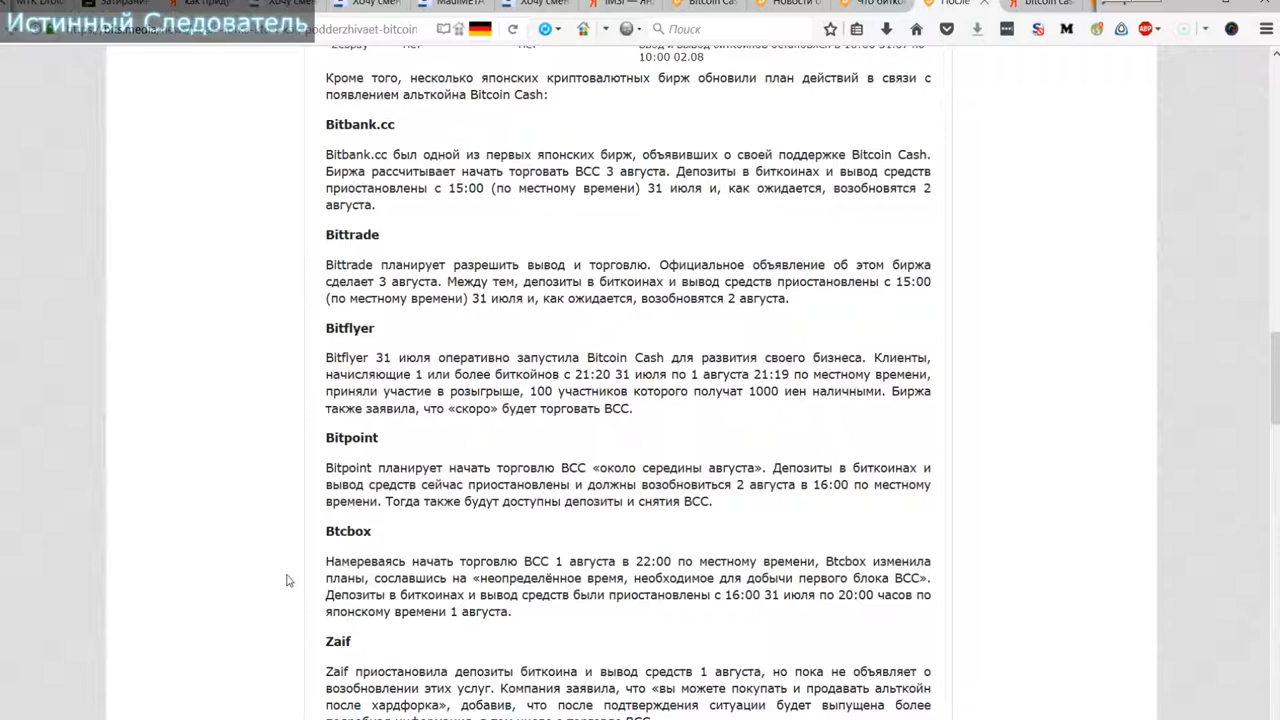 Истинный Следователь
MadiMETA
Хочу смен
Bitcoin Ca
Новости о
После
bits.media
podderzhivaet-bitcoin
Поиск
ABP
10:00 02.08
Кроме того, несколько японских криптовалютных бирж обновили план действий в связи с
появлением альткойна Bitcoin Cash:
Bitbank.cc
Bitbank.cc был одной из первых японских бирж, объявивших о своей поддержке Bitcoin Cash.
Биржа рассчитывает начать торговать BCC 3 августа. Депозиты в биткоинах и вывод средств
приостановлены с 15:00 (по местному времени) 31 июля и, как ожидается, возобновятся 2
августа.
Bittrade
Bittrade планирует разрешить вывод и торговлю. Официальное объявление об этом биржа
сделает 3 августа. Между тем, депозиты в биткоинах и вывод средств приостановлены с 15:00
(по местному времени) 31 июля и, как ожидается, возобновятся 2 августа.
Bitflyer
Bitflyer 31 июля оперативно запустила Bitcoin Cash для развития своего бизнеса. Клиенты,
начисляющие 1 или более биткойнов с 21:20 31 июля по 1 августа 21:19 по местному времени,
приняли участие в розыгрыше, 100 участников которого получат 1000 иен наличными. Биржа
также заявила, что «скоро» будет торговать BCC.
Bitpoint
Bitpoint планирует начать торговлю BCC «около середины августа». Депозиты в биткоинах и
вывод средств сейчас приостановлены и должны возобновиться 2 августа в 16:00 по местному
времени. Тогда также будут доступны депозиты и снятия BCC.
Btcbox
Намереваясь начать торговлю BCC 1 августа в 22:00 по местному времени, Btcbox изменила
планы, сославшись на «неопределённое время, необходимое для добычи первого блока BCC».
Депозиты в биткоинах и вывод средств были приостановлены с 16:00 31 июля по 20:00 часов по
японскому времени 1 августа.
Zaif
Zaif приостановила депозиты биткоина и вывод средств 1 августа, но пока не объявляет о
возобновлении этих услуг. Компания заявила, что «вы можете покупать и продавать альткойн
после хардфорка», добавив, что после подтверждения ситуации будет выпущена более